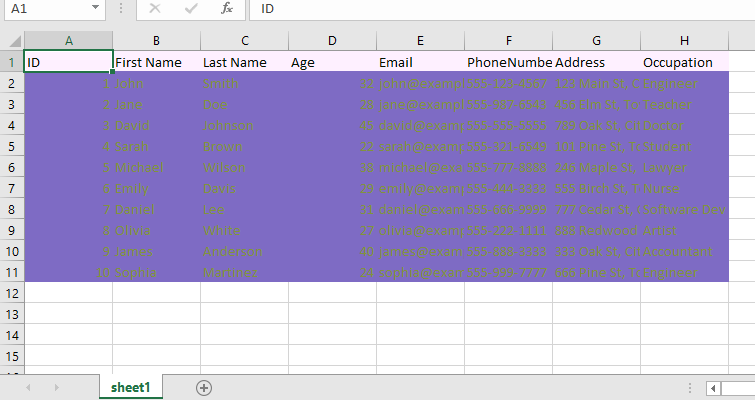 A1 fx ID
A B C D E F G H
1 ID First Name Last Name Age Email PhoneNumbe Address Occupation
2 1 John Smith 32 john@examp 555-123-4567 123 Main St, C Engineer
3 2 Jane Doe 28 jane@exampl 555-987-6543 456 Elm St, To Teacher
4 3 David Johnson 45 david@exam 555-555-5555 789 Oak St, Cit Doctor
5 4 Sarah Brown 22 sarah@exam 555-321-6549 101 Pine St, To Student
6 5 Michael Wilson 38 michael@exa 555-777-8888 246 Maple St, Lawyer
7 6 Emily Davis 29 emily@examp 555-444-3333 555 Birch St, T Nurse
8 7 Daniel Lee 31 daniel@exam 555-666-9999 777 Cedar St, Software Dev
9 8 Olivia White 27 olivia@examp 555-222-1111 888 Redwood Artist
10 9 James Anderson 40 james@exam 555-888-3333 333 Oak St, Cit Accountant
11 10 Sophia Martinez 24 sophia@exam 555-999-7777 666 Pine St, To Engineer
12
13
14
15
sheet1